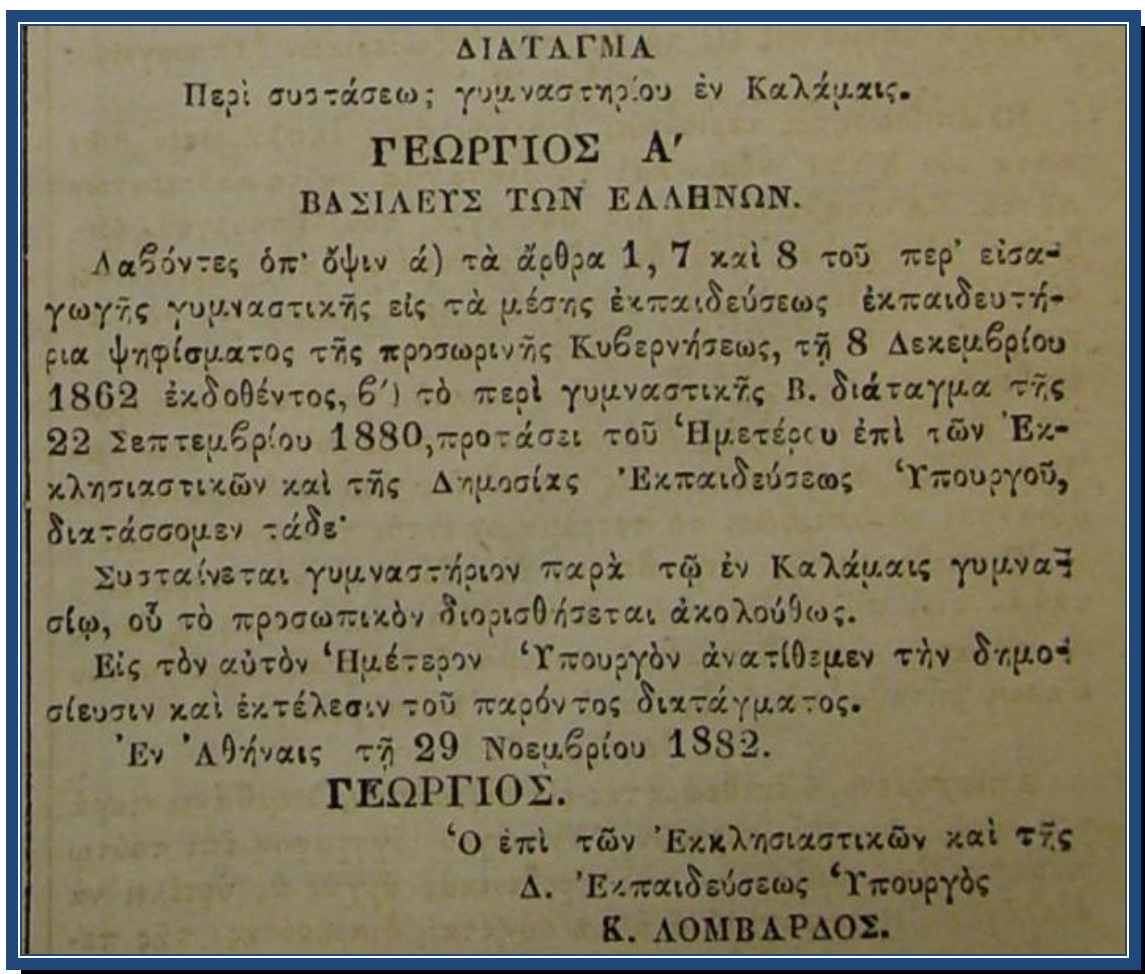 ΔΙΑΤΑΓΜΑ
Περὶ συστάσεως γυμναστηρίου ἐν Καλάμαις.
ΓΕΩΡΓΙΟΣ Α′
ΒΑΣΙΛΕΥΣ ΤΩΝ ΕΛΛΗΝΩΝ.
Λαβόντες ὑπ' ὄψιν ά) τὰ ἄρθρα 1, 7 καὶ 8 τοῦ περ' εἰσα-
γωγῆς γυμναστικῆς εἰς τὰ μέσης ἐκπαιδεύσεως ἐκπαιδευτή-
ρια ψηφίσματος τῆς προσωρινῆς Κυβερνήσεως, τῇ 8 Δεκεμβρίου
1862 ἐκδοθέντος, β′) τὸ περὶ γυμναστικῆς Β. διάταγμα τῆς
22 Σεπτεμβρίου 1880, προτάσει τοῦ Ἡμετέρου ἐπὶ τῶν Ἐκ-
κλησιαστικῶν καὶ τῆς Δημοσίας Ἐκπαιδεύσεως Ὑπουργοῦ,
διατάσσομεν τάδε·
Συσταίνεται γυμναστήριον παρὰ τῷ ἐν Καλάμαις γυμνα-
σίῳ, οὗ τὸ προσωπικὸν διορισθήσεται ἀκολούθως.
Εἰς τὸν αὐτὸν Ἡμέτερον Ὑπουργὸν ἀνατίθεμεν τὴν δημο-
σίευσιν καὶ ἐκτέλεσιν τοῦ παρόντος διατάγματος.
Ἐν Ἀθήναις τῇ 29 Νοεμβρίου 1882.
ΓΕΩΡΓΙΟΣ.
Ὁ ἐπὶ τῶν Ἐκκλησιαστικῶν καὶ τῆς
Δ. Ἐκπαιδεύσεως Ὑπουργὸς
Κ. ΛΟΜΒΑΡΔΟΣ.